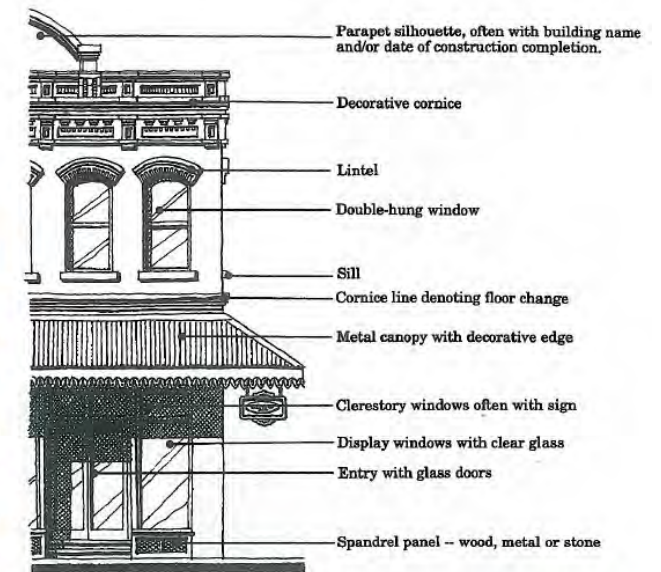 Parapet silhouette, often with building name
and/or date of construction completion.
Decorative cornice
Lintel
Double-hung window
Sill
Cornice line denoting floor change
Metal canopy with decorative edge
Clerestory windows often with sign
Display windows with clear glass
Entry with glass doors
Spandrel panel -- wood, metal or stone